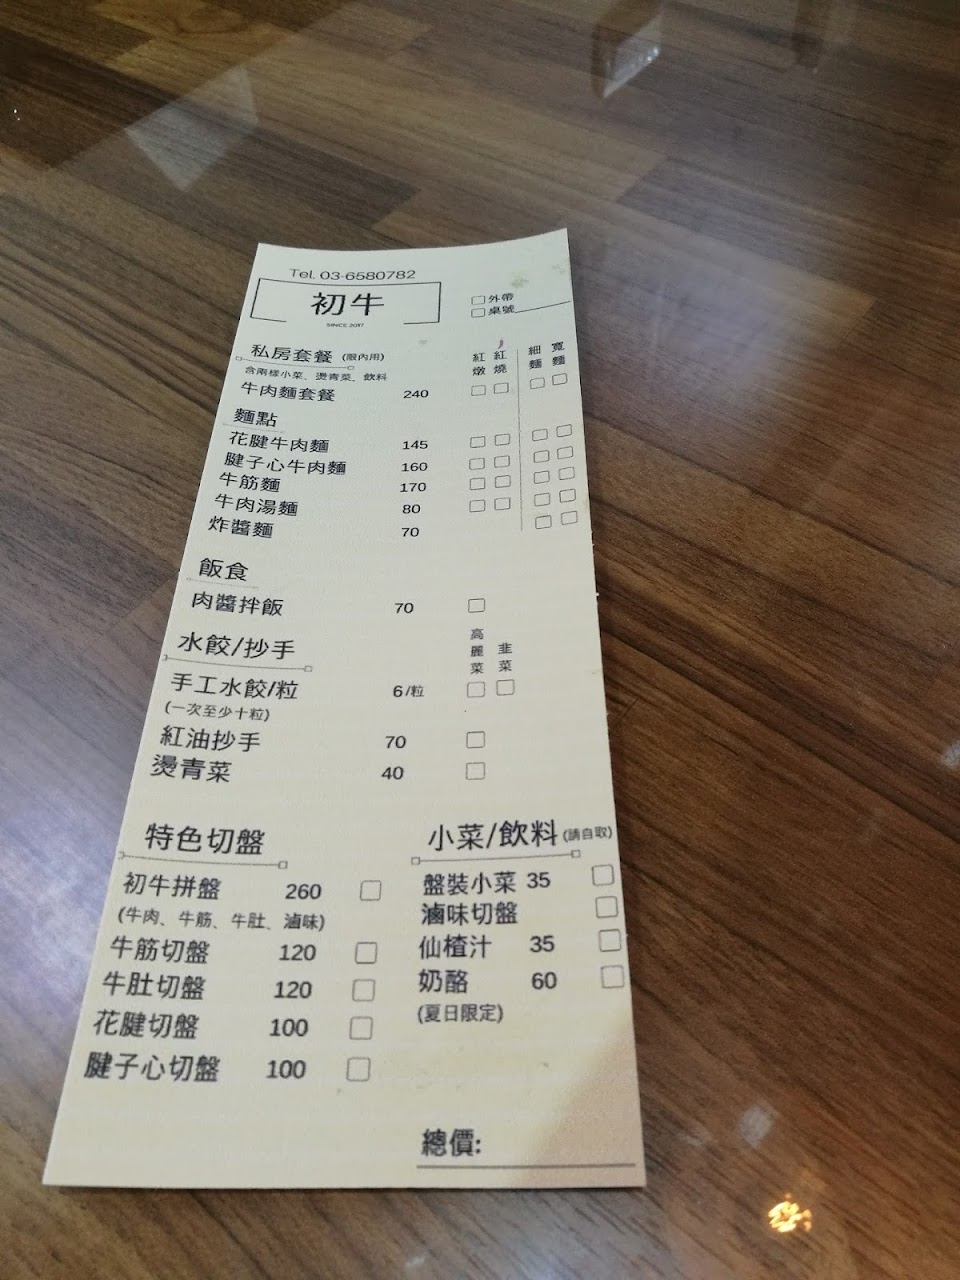 Tel. 03-6580782
初牛
SINCE 2017
外帶
桌號
私房套餐 (限內用)
含兩樣小菜、燙青菜、飲料
紅燉 紅燒 細麵 寬麵
牛肉麵套餐 240
麵點
花腱牛肉麵 145
腱子心牛肉麵 160
牛筋麵 170
牛肉湯麵 80
炸醬麵 70
飯食
肉醬拌飯 70
水餃/抄手
高麗菜 韭菜
手工水餃/粒 6/粒
(一次至少十粒)
紅油抄手 70
燙青菜 40
特色切盤
初牛拼盤 260
(牛肉、牛筋、牛肚、滷味)
牛筋切盤 120
牛肚切盤 120
花腱切盤 100
腱子心切盤 100
小菜/飲料 (請自取)
盤裝小菜 35
滷味切盤
仙楂汁 35
奶酪 60
(夏日限定)
總價: